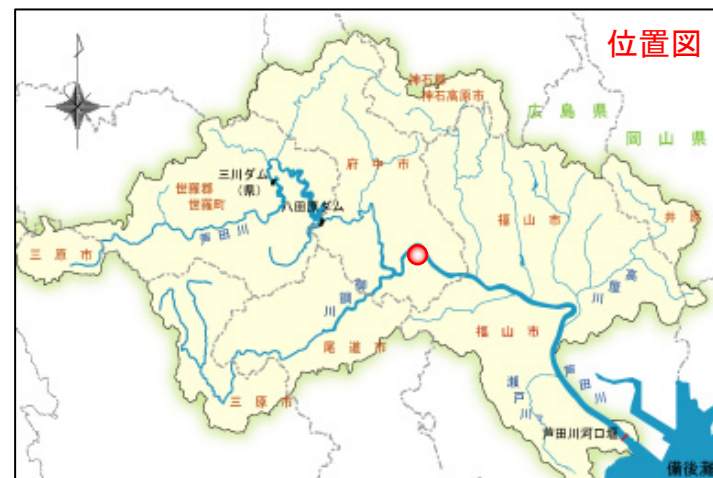 位置図
神石郡
神石高原市
広島県
岡山県
府中市
三川ダム
(県)
世羅郡
世羅町
八田原ダム
福山市
井原
三原市
芦田川
高屋川
御調川
福山市
尾道市
芦田川
瀬戸川
三原市
芦田川河口堰
備後灘